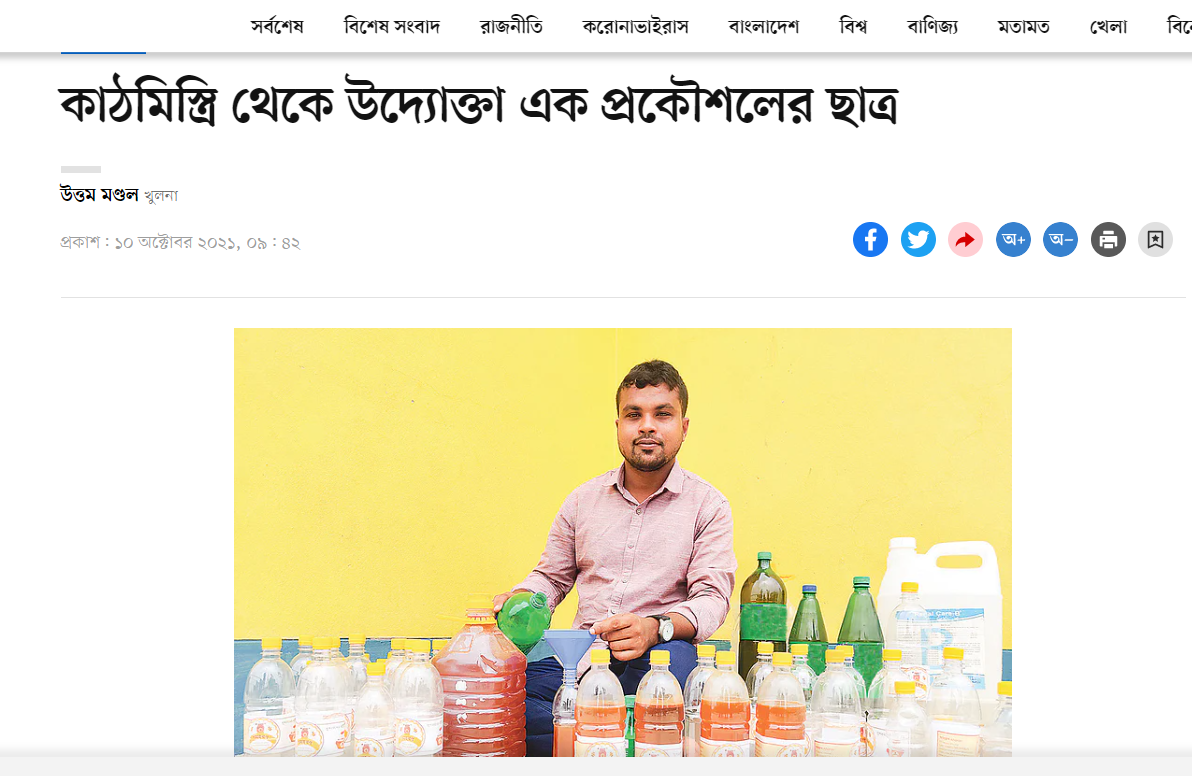 সর্বশেষ বিশেষ সংবাদ রাজনীতি করোনাভাইরাস বাংলাদেশ বিশ্ব বাণিজ্য মতামত খেলা
কাঠমিস্ত্রি থেকে উদ্যোক্তা এক প্রকৌশলের ছাত্র
উত্তম মণ্ডল খুলনা
প্রকাশ : ১০ অক্টোবর ২০২১, ০৯ : ৪২
অ+ অ−